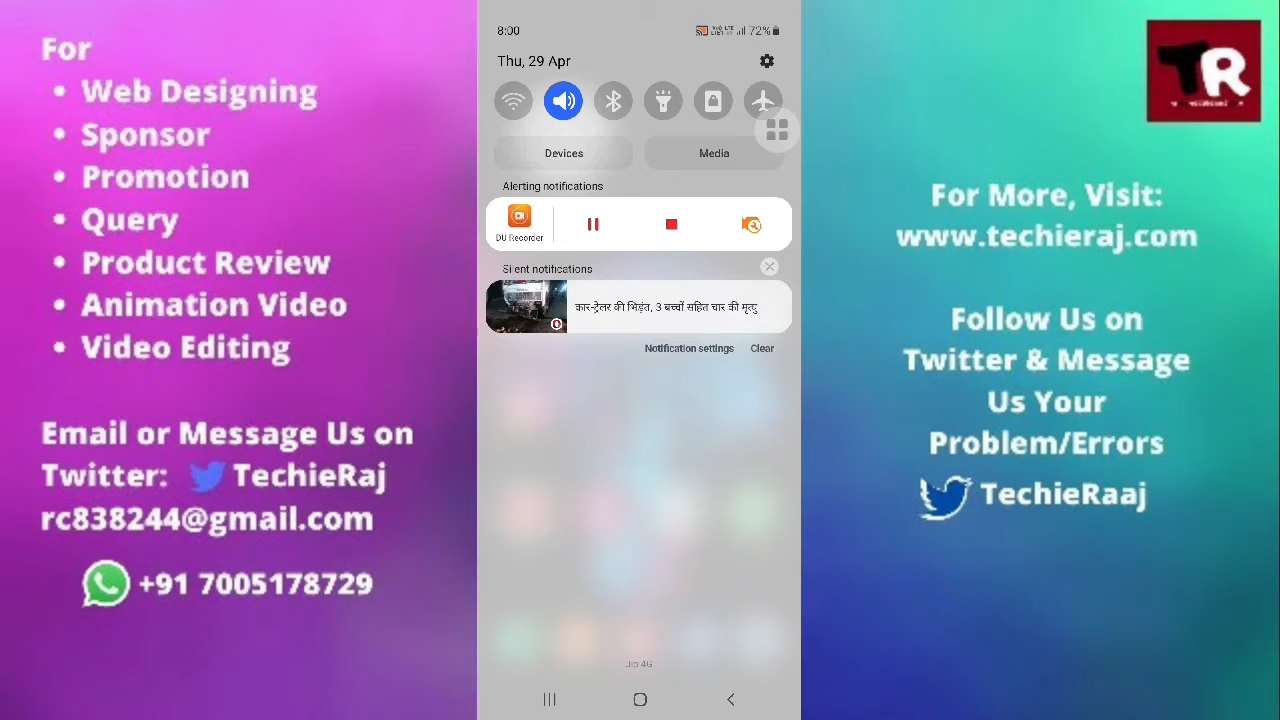 For
• Web Designing
• Sponsor
• Promotion
• Query
• Product Review
• Animation Video
• Video Editing
Email or Message Us on
Twitter: TechieRaj
rc838244@gmail.com
+91 7005178729
8:00
72%
Thu, 29 Apr
Devices
Media
Alerting notifications
DU Recorder
Silent notifications
कार-ट्रेलर की भिड़ंत, 3 बच्चों सहित चार की मृत्यु
Notification settings
Clear
Jio 4G
TR
For More, Visit:
www.techieraj.com
Follow Us on
Twitter & Message
Us Your
Problem/Errors
TechieRaaj